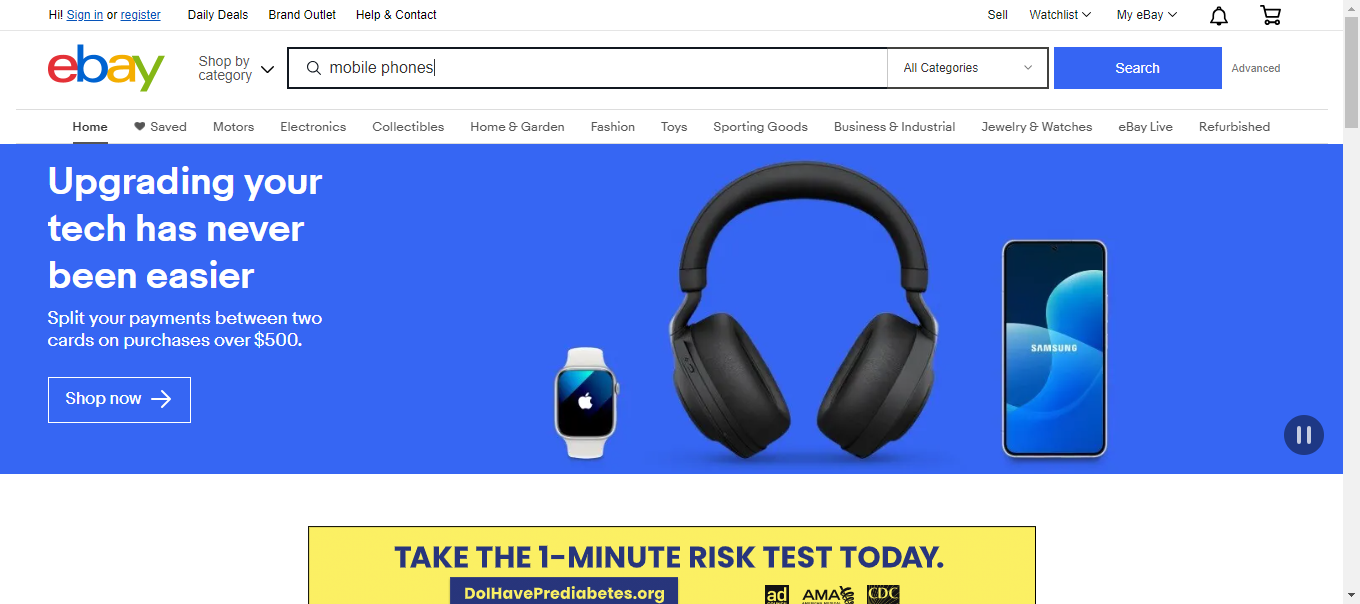 Hi! Sign in or register Daily Deals Brand Outlet Help & Contact Sell Watchlist My eBay
ebay
Shop by
category
mobile phones
All Categories
Search
Advanced
Home Saved Motors Electronics Collectibles Home & Garden Fashion Toys Sporting Goods Business & Industrial Jewelry & Watches eBay Live Refurbished
Upgrading your
tech has never
been easier
Split your payments between two
cards on purchases over $500.
Shop now
SAMSUNG
TAKE THE 1-MINUTE RISK TEST TODAY.
DoIHavePrediabetes.org
ad
AMA
CDC